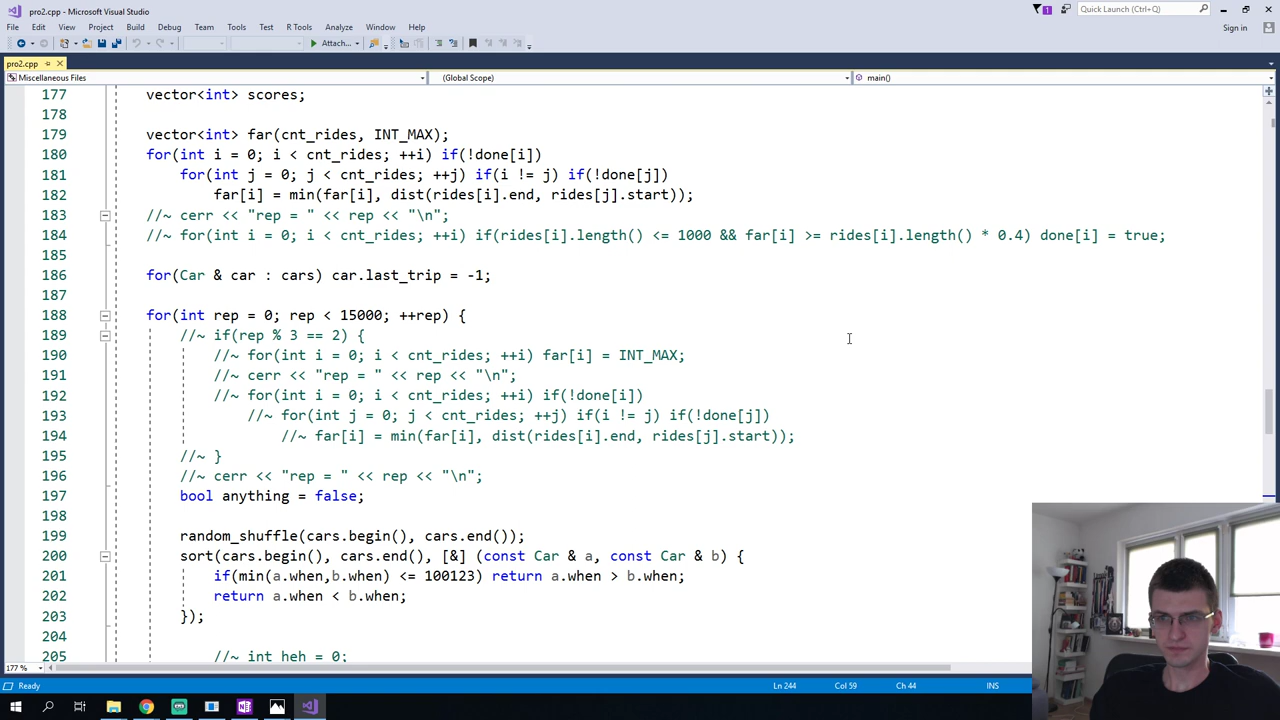 pro2.cpp - Microsoft Visual Studio
1
Quick Launch (Ctrl+Q)
File Edit View Project Build Debug Team Tools Test R Tools Analyze Window Help
Sign in
Attach...
pro2.cpp
Miscellaneous Files
(Global Scope)
main()
177 vector<int> scores;
178
179 vector<int> far(cnt_rides, INT_MAX);
180 for(int i = 0; i < cnt_rides; ++i) if(!done[i])
181 for(int j = 0; j < cnt_rides; ++j) if(i != j) if(!done[j])
182 far[i] = min(far[i], dist(rides[i].end, rides[j].start));
183 //~ cerr << "rep = " << rep << "\n";
184 //~ for(int i = 0; i < cnt_rides; ++i) if(rides[i].length() <= 1000 && far[i] >= rides[i].length() * 0.4) done[i] = true;
185
186 for(Car & car : cars) car.last_trip = -1;
187
188 for(int rep = 0; rep < 15000; ++rep) {
189 //~ if(rep % 3 == 2) {
190 //~ for(int i = 0; i < cnt_rides; ++i) far[i] = INT_MAX;
191 //~ cerr << "rep = " << rep << "\n";
192 //~ for(int i = 0; i < cnt_rides; ++i) if(!done[i])
193 //~ for(int j = 0; j < cnt_rides; ++j) if(i != j) if(!done[j])
194 //~ far[i] = min(far[i], dist(rides[i].end, rides[j].start));
195 //~ }
196 //~ cerr << "rep = " << rep << "\n";
197 bool anything = false;
198
199 random_shuffle(cars.begin(), cars.end());
200 sort(cars.begin(), cars.end(), [&] (const Car & a, const Car & b) {
201 if(min(a.when,b.when) <= 100123) return a.when > b.when;
202 return a.when < b.when;
203 });
204
205 //~ int heh = 0;
177 %
Ready
Ln 244
Col 59
Ch 44
INS